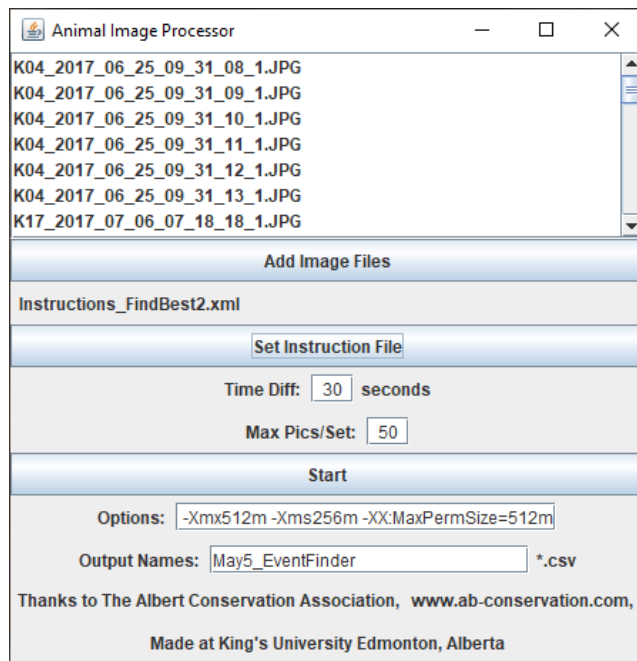 Animal Image Processor
K04_2017_06_25_09_31_08_1.JPG
K04_2017_06_25_09_31_09_1.JPG
K04_2017_06_25_09_31_10_1.JPG
K04_2017_06_25_09_31_11_1.JPG
K04_2017_06_25_09_31_12_1.JPG
K04_2017_06_25_09_31_13_1.JPG
K17_2017_07_06_07_18_18_1.JPG
Add Image Files
Instructions_FindBest2.xml
Set Instruction File
Time Diff: 30 seconds
Max Pics/Set: 50
Start
Options: -Xmx512m -Xms256m -XX:MaxPermSize=512m
Output Names: May5_EventFinder *.csv
Thanks to The Albert Conservation Association, www.ab-conservation.com,
Made at King's University Edmonton, Alberta